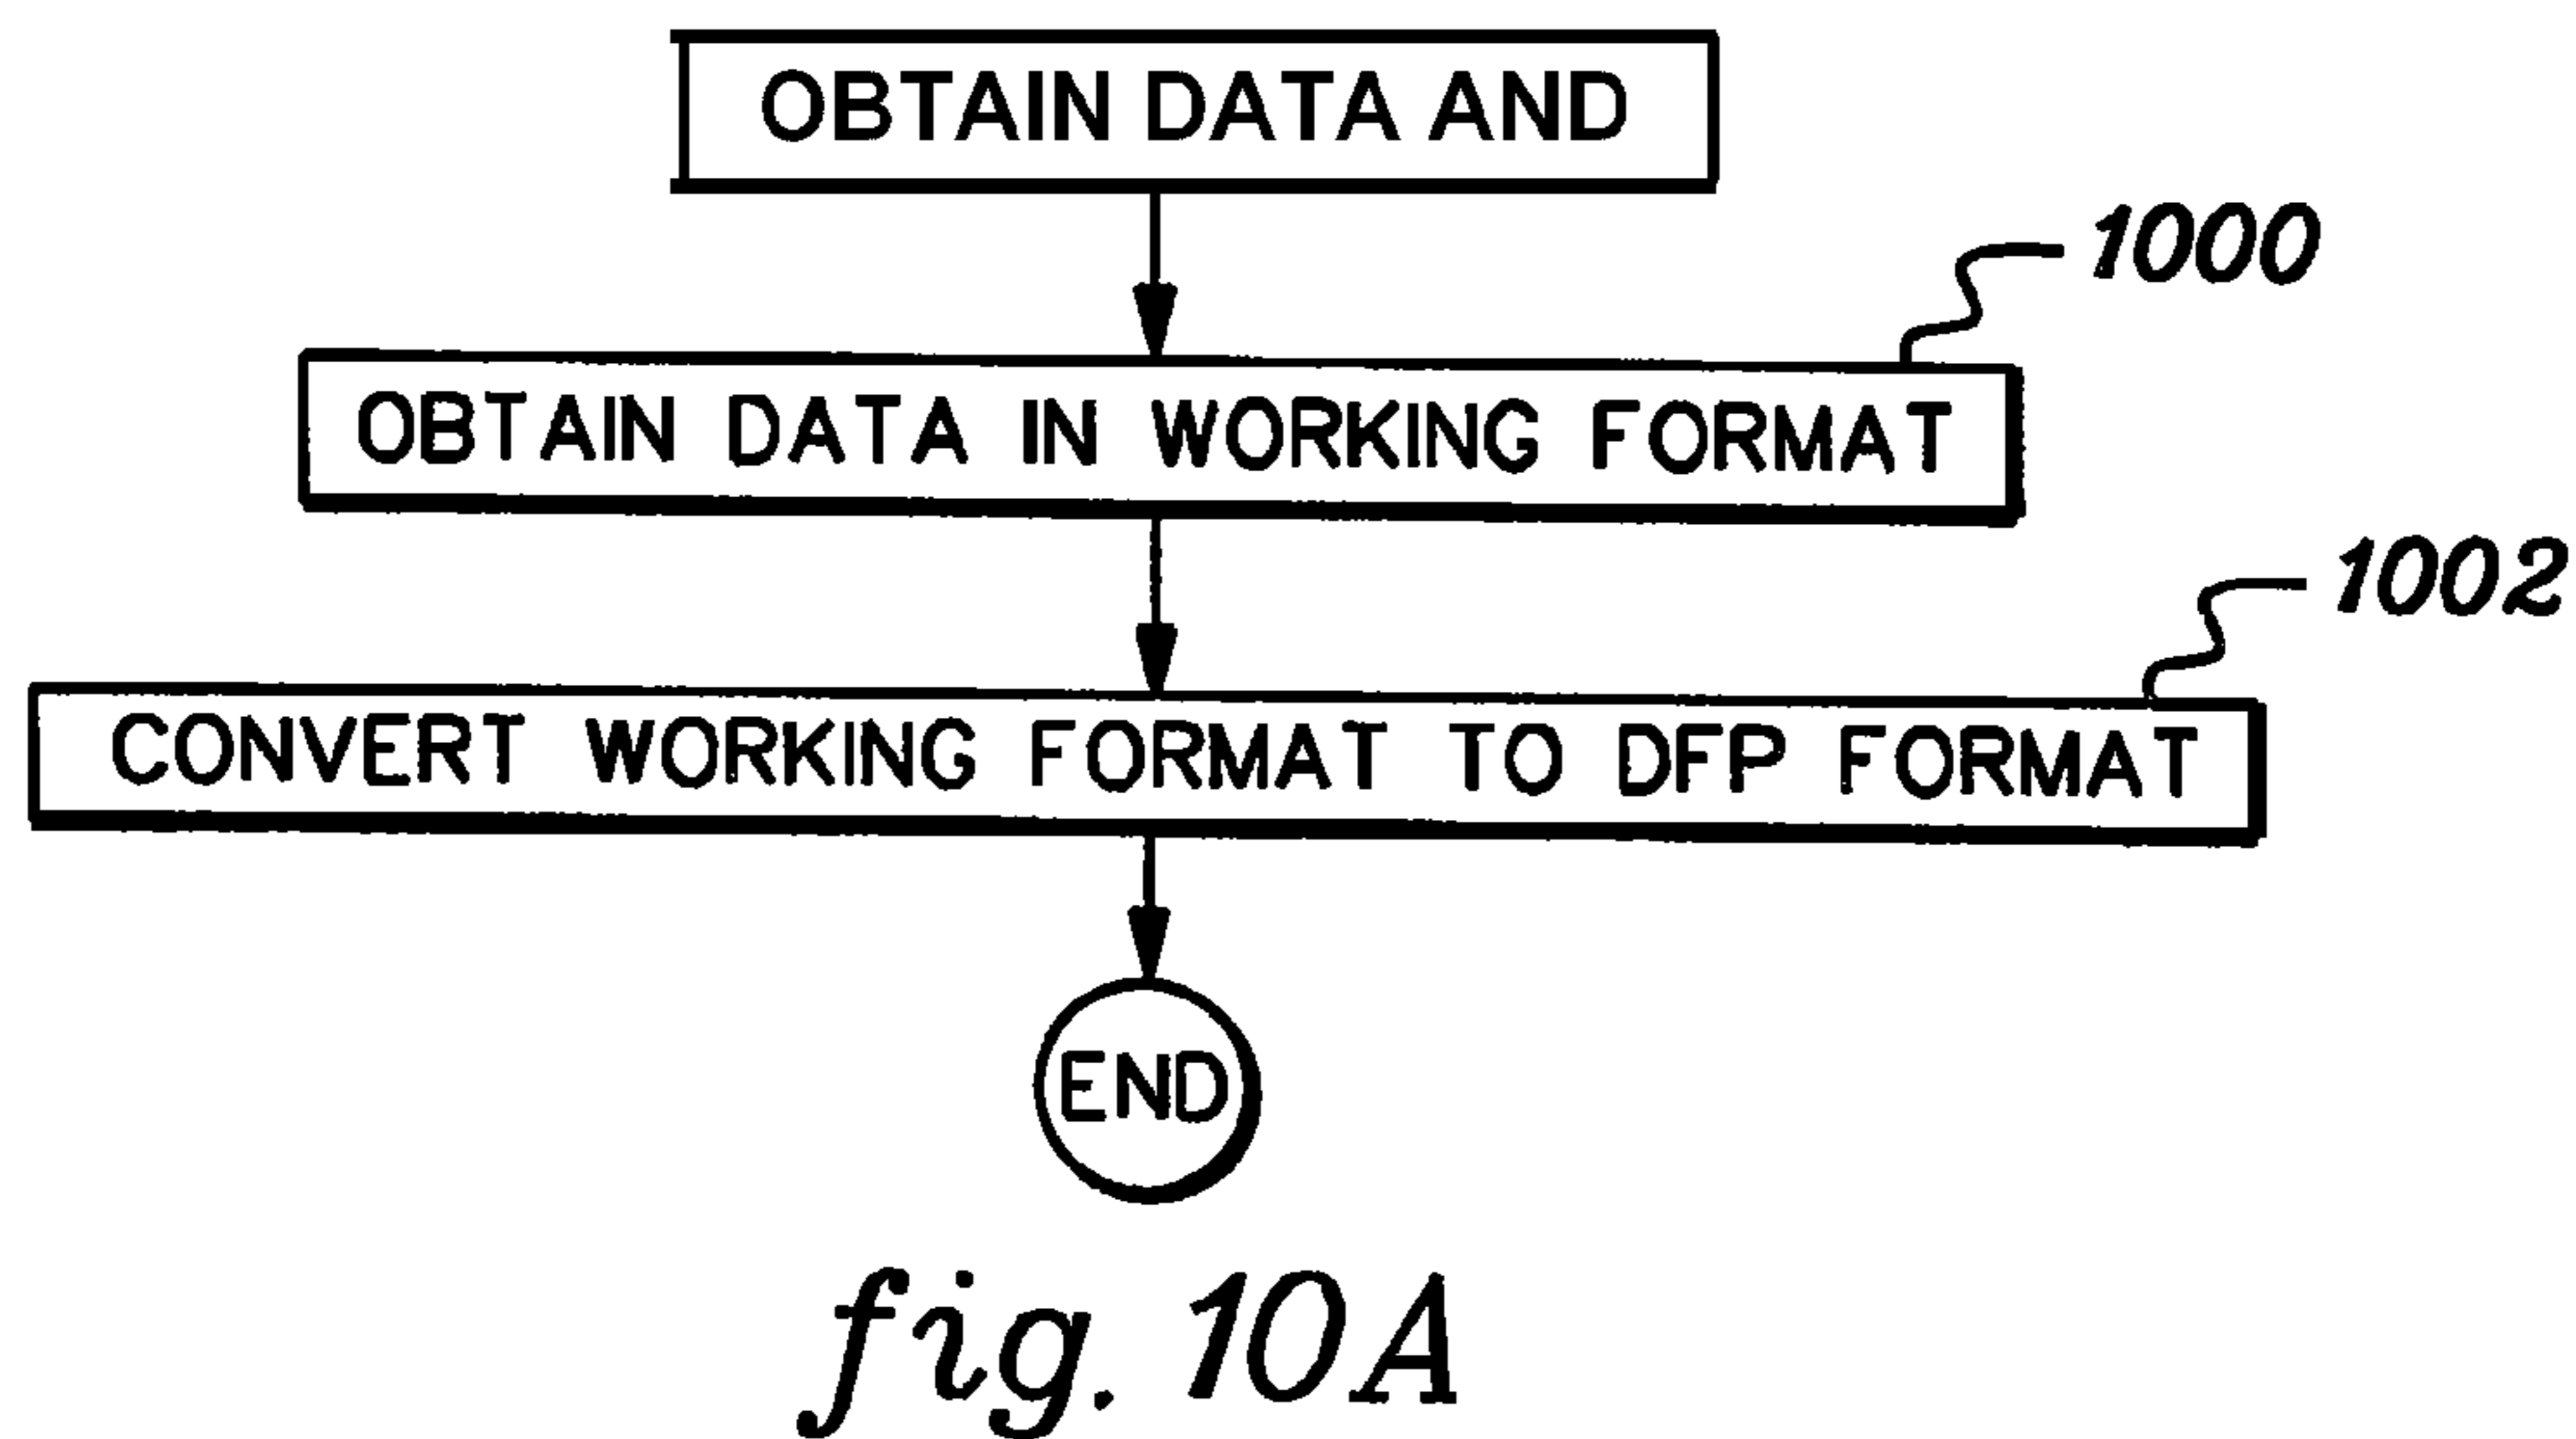 OBTAIN DATA AND
1000
OBTAIN DATA IN WORKING FORMAT
1002
CONVERT WORKING FORMAT TO DFP FORMAT
END
fig. 10A